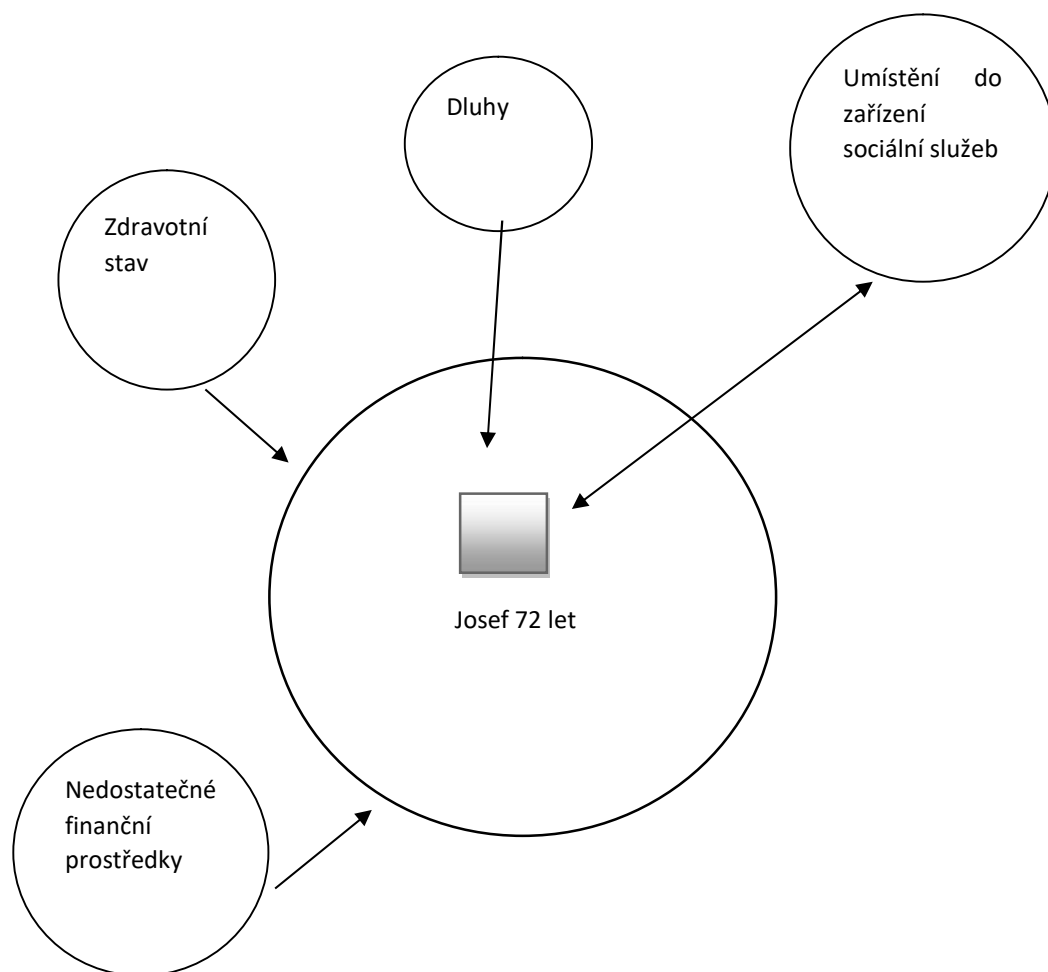 Dluhy
Umístění do
zařízení
sociální služeb
Zdravotní
stav
Josef 72 let
Nedostatečné
finanční
prostředky